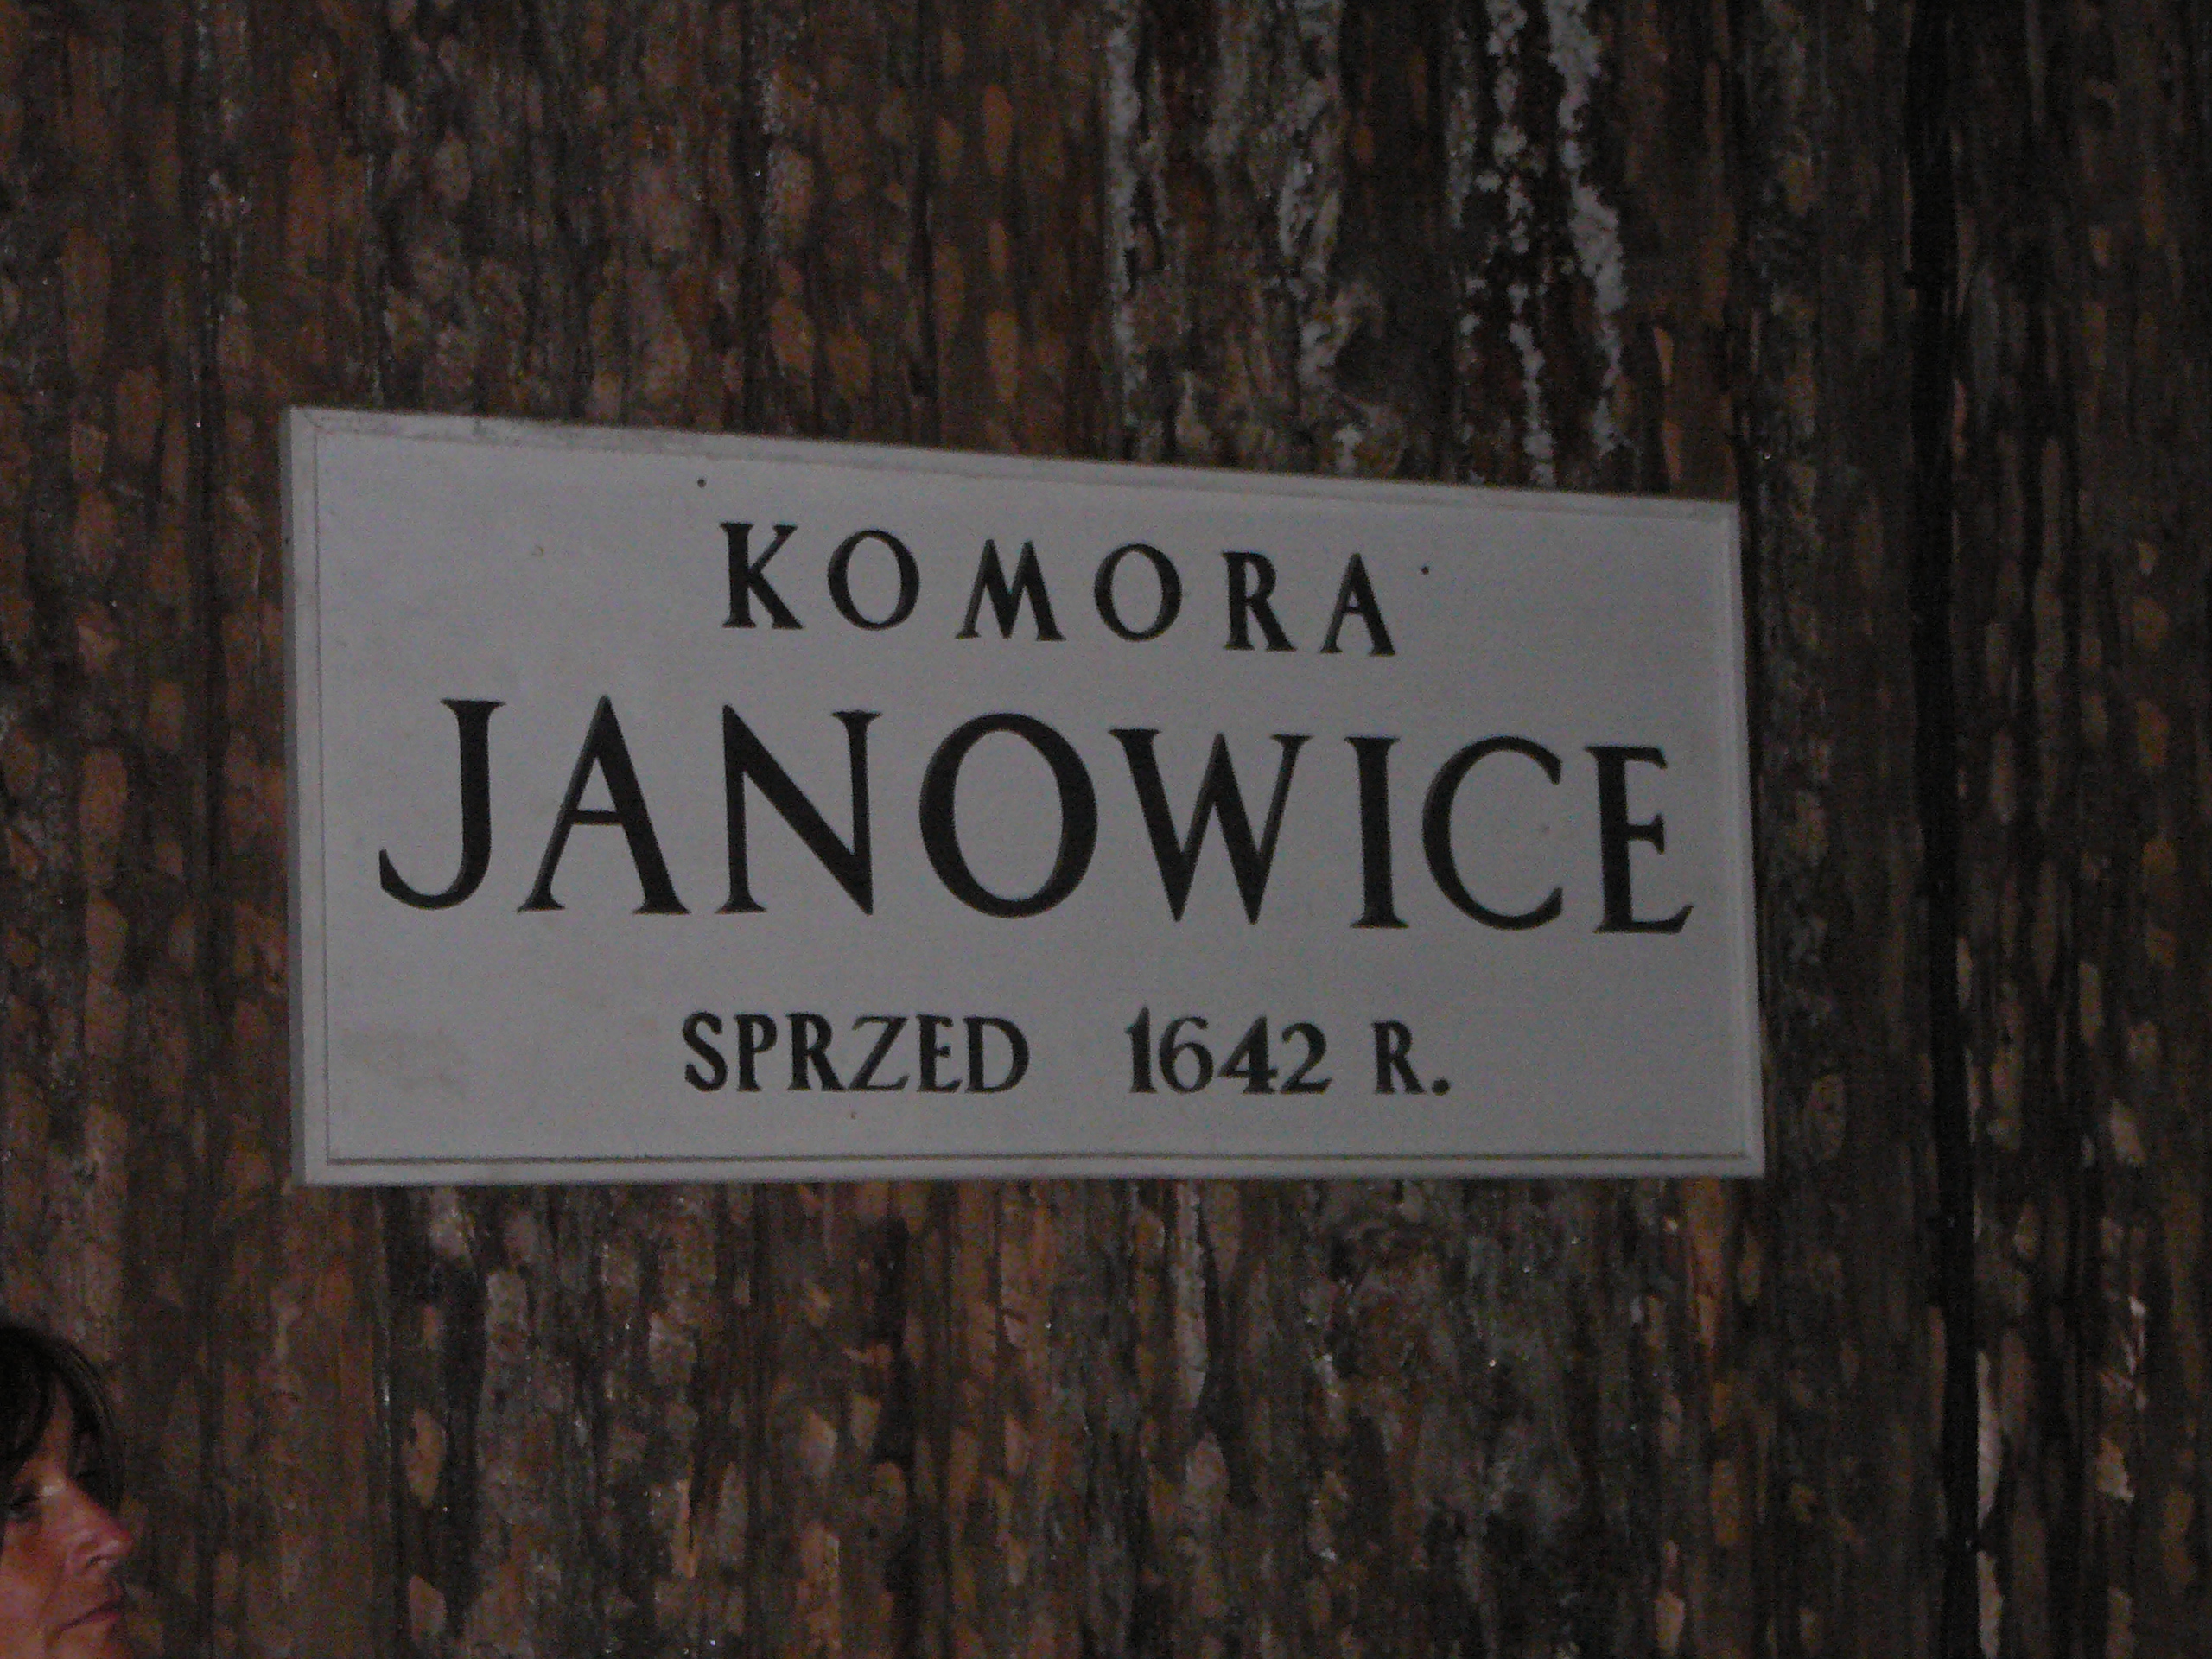 KOMORA
JANOWICE
SPRZED 1642 R.